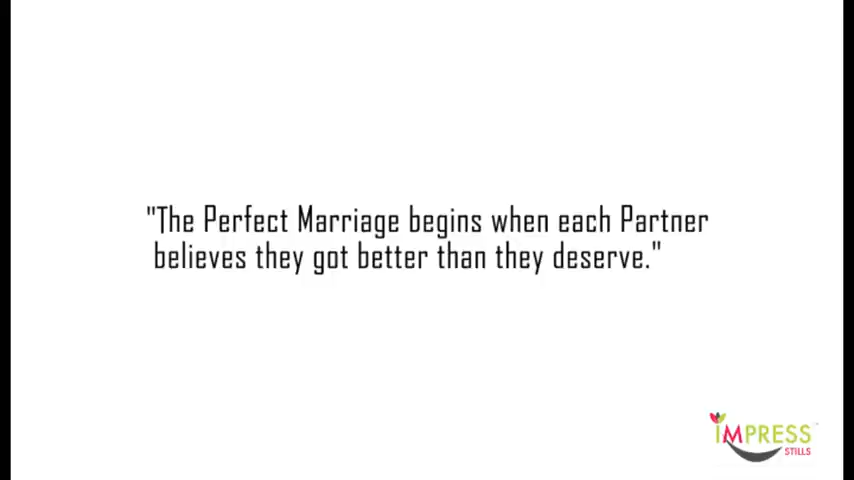 "The Perfect Marriage begins when each Partner
believes they got better than they deserve."
iMPRESS
STILLS